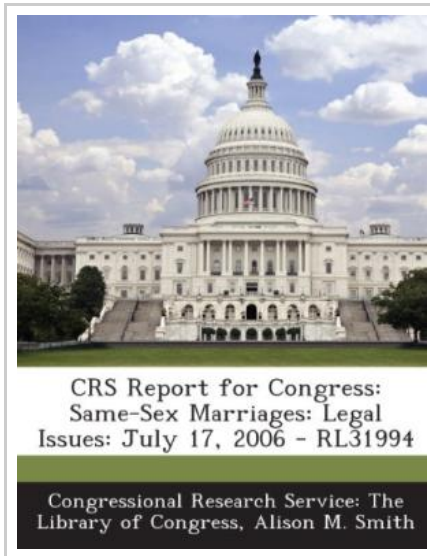 CRS Report for Congress:
Same-Sex Marriages: Legal
Issues: July 17, 2006 - RL31994
Congressional Research Service: The
Library of Congress, Alison M. Smith